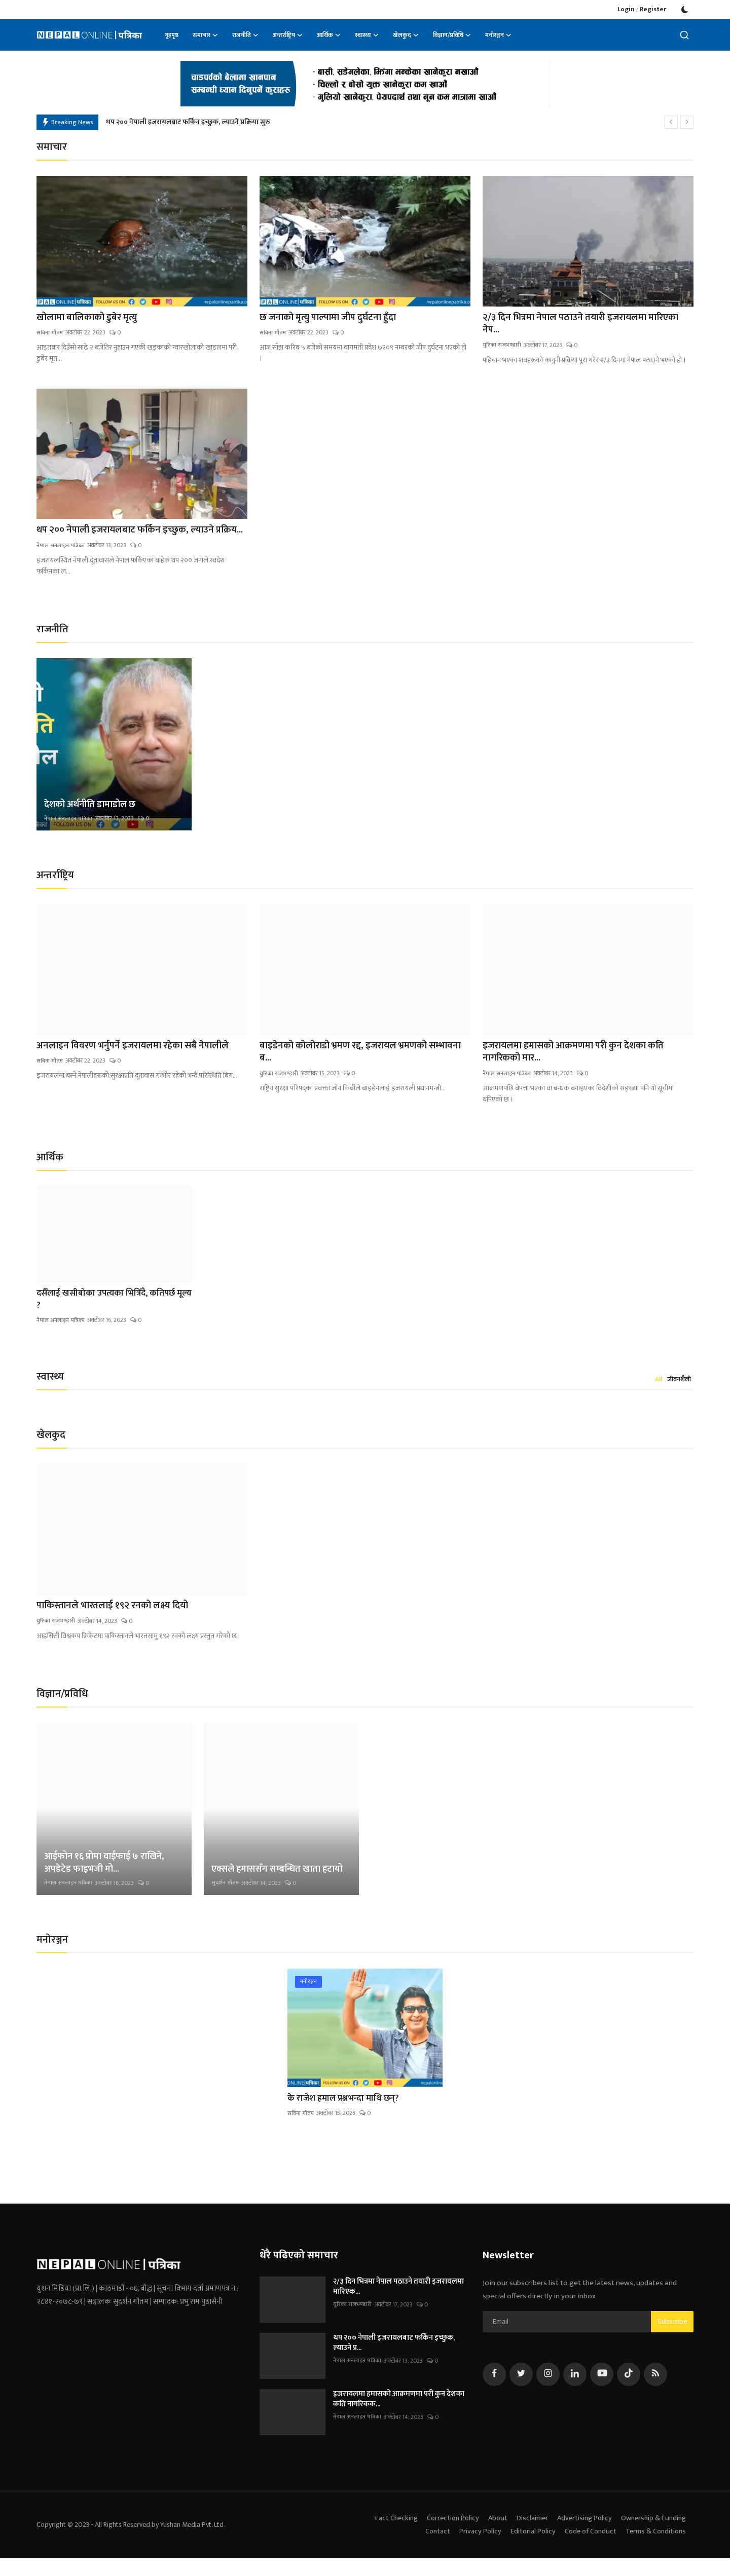 Login / Register
NEPALONLINE | पत्रिका
गृहपृष्ठ
समाचार
राजनीति
अन्तर्राष्ट्रिय
आर्थिक
स्वास्थ्य
खेलकुद
विज्ञान/प्रविधि
मनोरञ्जन
चाडपर्वको बेलामा खानपान
सम्बन्धी ध्यान दिनुपर्ने कुराहरु
· बासी, सडेगलेका, झिंगा भन्केका खानेकुरा नखाऔं
· चिल्लो र बोसो युक्त खानेकुरा कम खाऔं
· गुलियो खानेकुरा, पेयपदार्थ तथा नून कम मात्रामा खाऔं
Breaking News
थप २०० नेपाली इजरायलबाट फर्किन इच्छुक, ल्याउने प्रक्रिया सुरु
समाचार
खोलामा बालिकाको डुबेर मृत्यु
सविना गौतम अक्टोबर 22, 2023 0
आइतबार दिउँसो साढे २ बजेतिर नुहाउन गएकी खड्काको ग्वारखोलाको खाडलमा परी
डुबेर मृत...
छ जनाको मृत्यु पाल्पामा जीप दुर्घटना हुँदा
सविना गौतम अक्टोबर 22, 2023 0
आज साँझ करिब ५ बजेको समयमा बागमती प्रदेश ७२०९ नम्बरको जीप दुर्घटना भएको हो
।
२/३ दिन भित्रमा नेपाल पठाउने तयारी इजरायलमा मारिएका
नेप...
युनिका राजभण्डारी अक्टोबर 17, 2023 0
पहिचान भएका शवहरूको कानुनी प्रक्रिया पूरा गरेर २/३ दिनमा नेपाल पठाउने भएको हो ।
थप २०० नेपाली इजरायलबाट फर्किन इच्छुक, ल्याउने प्रक्रिय...
नेपाल अनलाइन पत्रिका अक्टोबर 13, 2023 0
इजरायलस्थित नेपाली दूतावासले नेपाल फर्किएका बाहेक थप २०० जनाले स्वदेश
फर्किनका ल...
राजनीति
देशको अर्थनीति डामाडोल छ
नेपाल अनलाइन पत्रिका अक्टोबर 13, 2023 0
FOLLOW US ON
अन्तर्राष्ट्रिय
अनलाइन विवरण भर्नुपर्ने इजरायलमा रहेका सबै नेपालीले
सविना गौतम अक्टोबर 22, 2023 0
इजरायलमा बस्ने नेपालीहरूको सुरक्षाप्रति दूतावास गम्भीर रहेको भन्दै परिस्थिति बिग...
बाइडेनको कोलोराडो भ्रमण रद्द, इजरायल भ्रमणको सम्भावना
ब...
युनिका राजभण्डारी अक्टोबर 15, 2023 0
राष्ट्रिय सुरक्षा परिषद्का प्रवक्ता जोन किर्बीले बाइडेनलाई इजरायली प्रधानमन्त्री...
इजरायलमा हमासको आक्रमणमा परी कुन देशका कति
नागरिकको मार...
नेपाल अनलाइन पत्रिका अक्टोबर 14, 2023 0
आक्रमणपछि बेपत्ता भएका वा बन्धक बनाइएका विदेशीको सङ्ख्या पनि यो सूचीमा
थपिएको छ ।
आर्थिक
दसैंलाई खसीबोका उपत्यका भित्रिँदै, कतिपर्छ मूल्य
?
नेपाल अनलाइन पत्रिका अक्टोबर 16, 2023 0
स्वास्थ्य
All जीवनशैली
खेलकुद
पाकिस्तानले भारतलाई १९२ रनको लक्ष्य दियो
युनिका राजभण्डारी अक्टोबर 14, 2023 0
आइसिसी विश्वकप क्रिकेटमा पाकिस्तानले भारतसामु १९२ रनको लक्ष्य प्रस्तुत गरेको छ।
विज्ञान/प्रविधि
आईफोन १६ प्रोमा वाईफाई ७ राखिने,
अपडेटेड फाइभजी मो...
नेपाल अनलाइन पत्रिका अक्टोबर 16, 2023 0
एक्सले हमाससँग सम्बन्धित खाता हटायो
सुदर्शन गौतम अक्टोबर 14, 2023 0
मनोरञ्जन
मनोरञ्जन
के राजेश हमाल प्रश्नभन्दा माथि छन्?
सविना गौतम अक्टोबर 15, 2023 0
NEPALONLINE | पत्रिका
युशन मिडिया (प्रा.लि.) | काठमाडौं - ०६, बौद्ध | सूचना विभाग दर्ता प्रमाणपत्र नं.:
२८४१-२०७८-७९ | सञ्चालक: सुदर्शन गौतम | सम्पादक: प्रभु राम पुडासैनी
धेरै पढिएको समाचार
२/३ दिन भित्रमा नेपाल पठाउने तयारी इजरायलमा
मारिएक...
युनिका राजभण्डारी अक्टोबर 17, 2023 0
थप २०० नेपाली इजरायलबाट फर्किन इच्छुक,
ल्याउने प्र...
नेपाल अनलाइन पत्रिका अक्टोबर 13, 2023 0
इजरायलमा हमासको आक्रमणमा परी कुन देशका
कति नागरिकक...
नेपाल अनलाइन पत्रिका अक्टोबर 14, 2023 0
Newsletter
Join our subscribers list to get the latest news, updates and
special offers directly in your inbox
Email
Subscribe
Copyright © 2023 - All Rights Reserved by Yushan Media Pvt. Ltd.
Fact Checking Correction Policy About Disclaimer Advertising Policy Ownership & Funding
Contact Privacy Policy Editorial Policy Code of Conduct Terms & Conditions